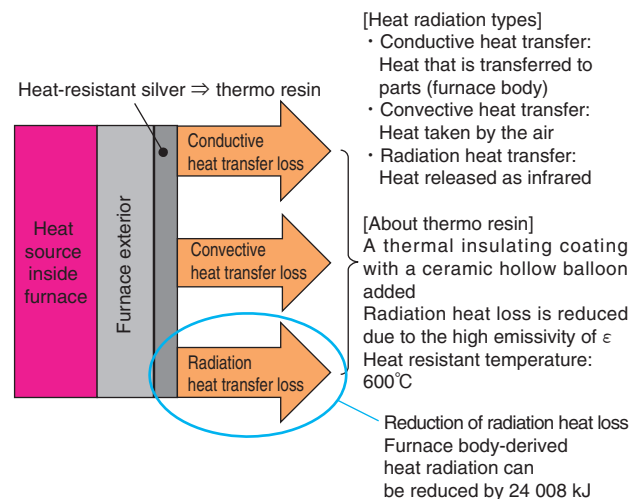 [Heat radiation types]
・Conductive heat transfer:
Heat that is transferred to
parts (furnace body)
・Convective heat transfer:
Heat taken by the air
・Radiation heat transfer:
Heat released as infrared
Heat-resistant silver ⇒ thermo resin
Conductive
heat transfer loss
Heat
source
inside
furnace
Furnace exterior
Convective
heat transfer loss
Radiation
heat transfer loss
[About thermo resin]
A thermal insulating coating
with a ceramic hollow balloon
added
Radiation heat loss is reduced
due to the high emissivity of ε
Heat resistant temperature:
600℃
Reduction of radiation heat loss
Furnace body-derived
heat radiation can
be reduced by 24 008 kJ